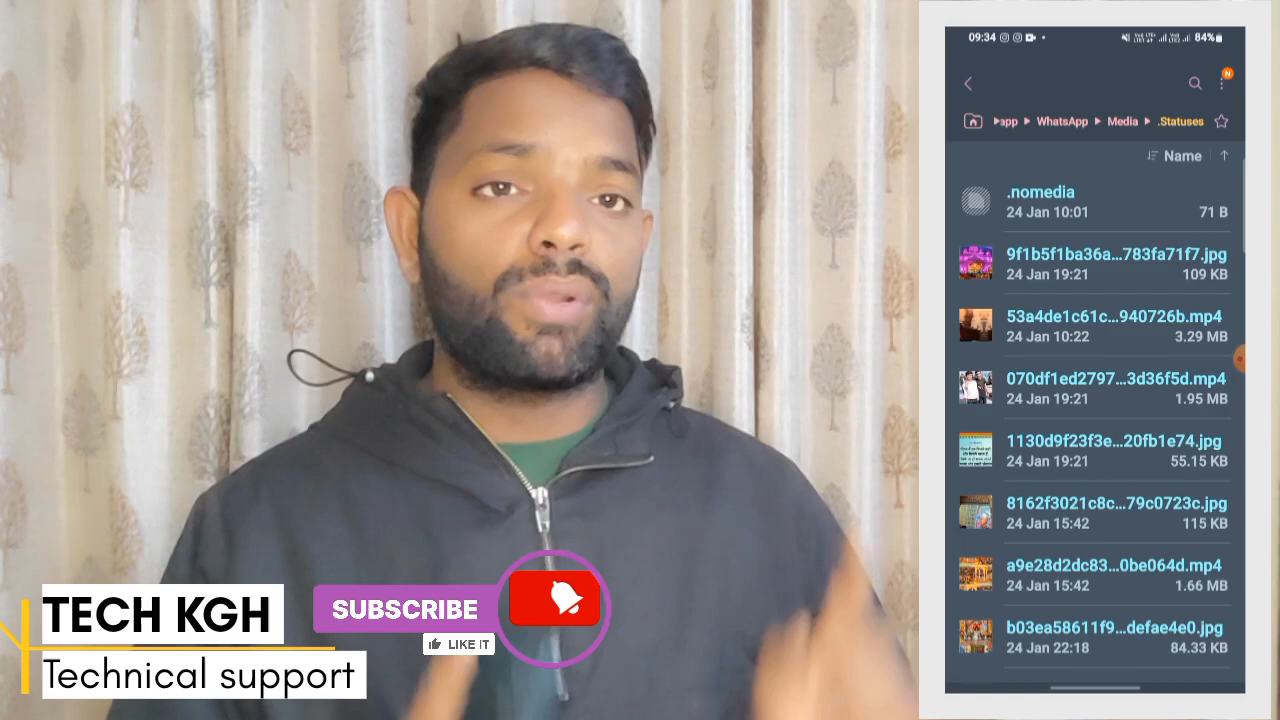 TECH KGH
Technical support
SUBSCRIBE
LIKE IT
09:34
84%
N
app WhatsApp Media .Statuses
Name
.nomedia
24 Jan 10:01 71 B
9f1b5f1ba36a...783fa71f7.jpg
24 Jan 19:21 109 KB
53a4de1c61c...940726b.mp4
24 Jan 10:22 3.29 MB
070df1ed2797...3d36f5d.mp4
24 Jan 19:21 1.95 MB
1130d9f23f3e...20fb1e74.jpg
24 Jan 19:21 55.15 KB
8162f3021c8c...79c0723c.jpg
24 Jan 15:42 115 KB
a9e28d2dc83...0be064d.mp4
24 Jan 15:42 1.66 MB
b03ea58611f9...defae4e0.jpg
24 Jan 22:18 84.33 KB